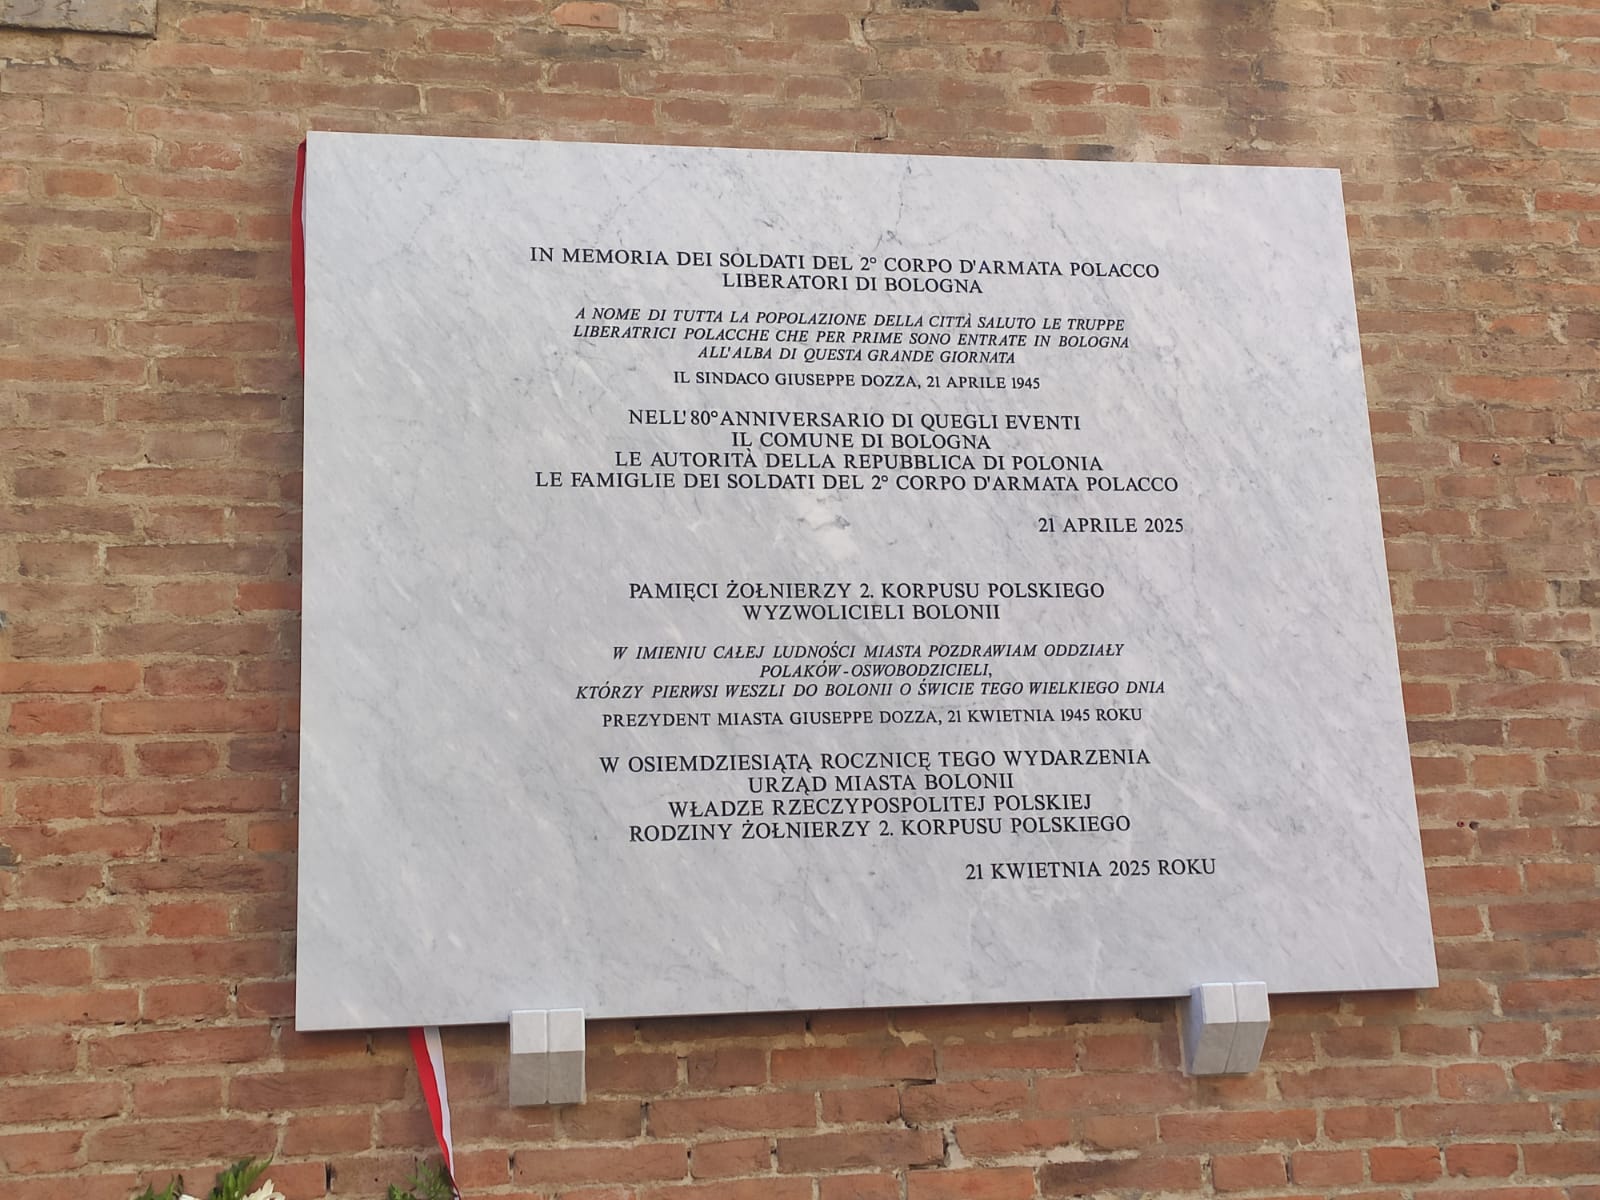 IN MEMORIA DEI SOLDATI DEL 2° CORPO D'ARMATA POLACCO
LIBERATORI DI BOLOGNA
A NOME DI TUTTA LA POPOLAZIONE DELLA CITTÀ SALUTO LE TRUPPE
LIBERATRICI POLACCHE CHE PER PRIME SONO ENTRATE IN BOLOGNA
ALL'ALBA DI QUESTA GRANDE GIORNATA
IL SINDACO GIUSEPPE DOZZA, 21 APRILE 1945
NELL'80° ANNIVERSARIO DI QUEGLI EVENTI
IL COMUNE DI BOLOGNA
LE AUTORITÀ DELLA REPUBBLICA DI POLONIA
LE FAMIGLIE DEI SOLDATI DEL 2° CORPO D'ARMATA POLACCO
21 APRILE 2025
PAMIĘCI ŻOŁNIERZY 2. KORPUSU POLSKIEGO
WYZWOLICIELI BOLONII
W IMIENIU CAŁEJ LUDNOŚCI MIASTA POZDRAWIAM ODDZIAŁY
POLAKÓW-OSWOBODZICIELI,
KTÓRZY PIERWSI WESZLI DO BOLONII O ŚWICIE TEGO WIELKIEGO DNIA
PREZYDENT MIASTA GIUSEPPE DOZZA, 21 KWIETNIA 1945 ROKU
W OSIEMDZIESIĄTĄ ROCZNICĘ TEGO WYDARZENIA
URZĄD MIASTA BOLONII
WŁADZE RZECZYPOSPOLITEJ POLSKIEJ
RODZINY ŻOŁNIERZY 2. KORPUSU POLSKIEGO
21 KWIETNIA 2025 ROKU